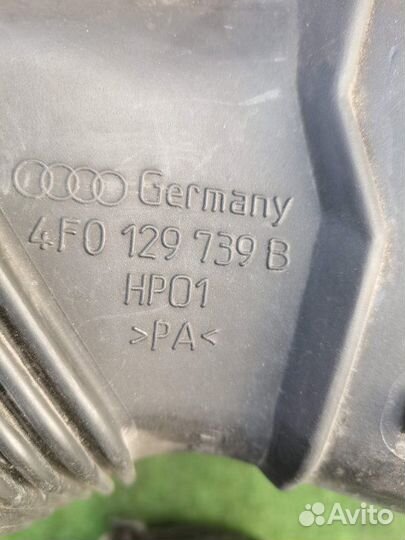 Germany
4F0 129 739 B
HP01
>PA<
Avito